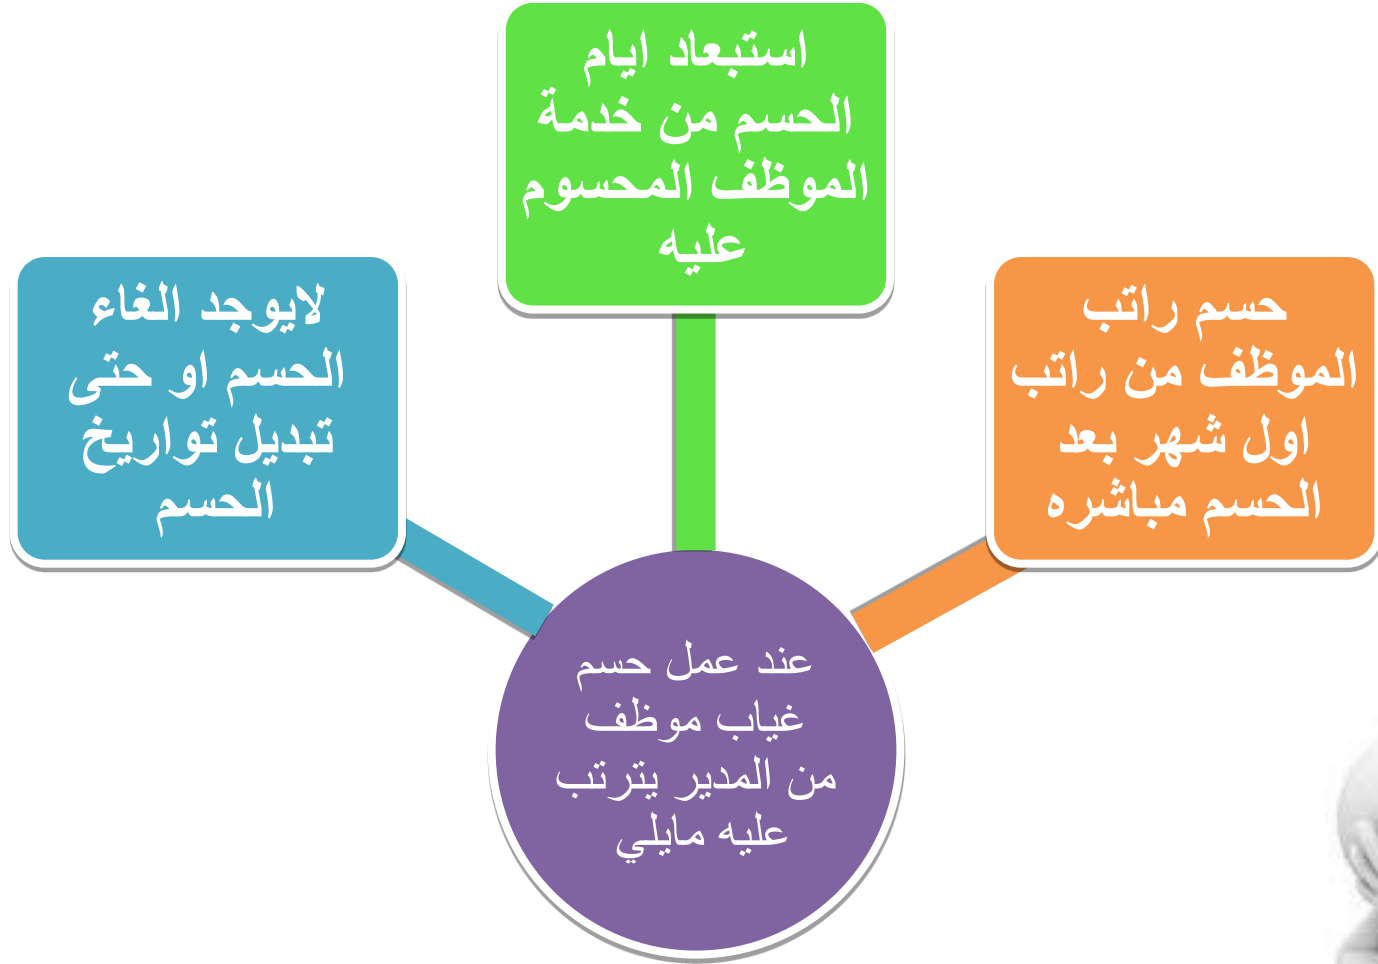 استبعاد ايام
الحسم من خدمة
الموظف المحسوم
عليه
حسم راتب
الموظف من راتب
اول شهر بعد
الحسم مباشره
لايوجد الغاء
الحسم او حتى
تبديل تواريخ
الحسم
عند عمل حسم
غياب موظف
من المدير يترتب
عليه مايلي